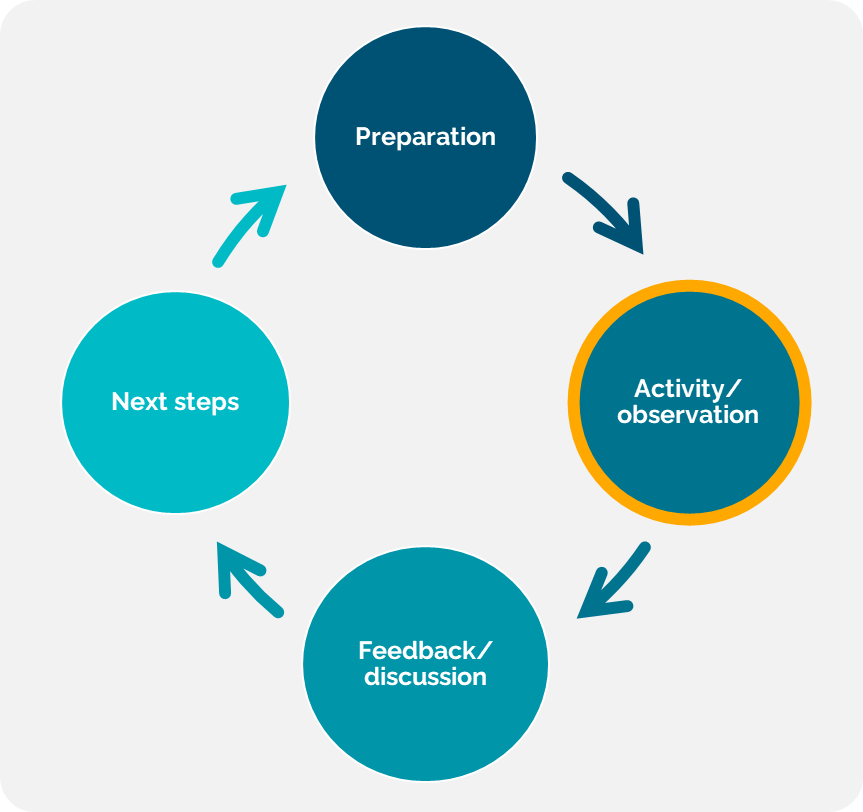 Preparation
Activity/
observation
Feedback/
discussion
Next steps